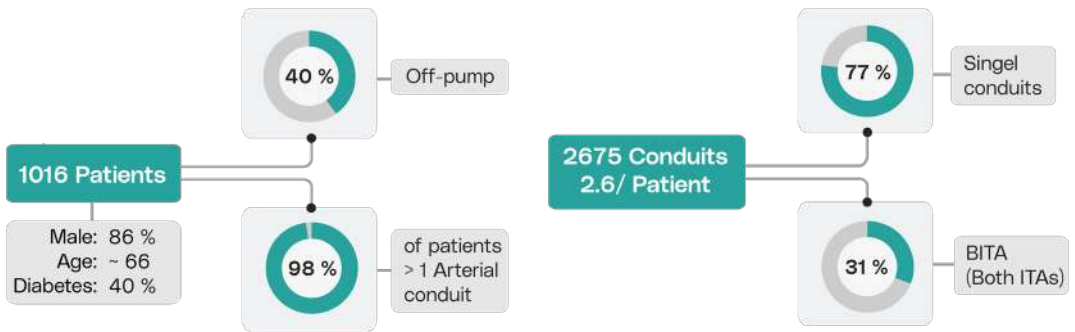 40 %
Off-pump
1016 Patients
Male: 86 %
Age: ~ 66
Diabetes: 40 %
98 %
of patients
> 1 Arterial
conduit
77 %
Singel
conduits
2675 Conduits
2.6/ Patient
31 %
BITA
(Both ITAs)